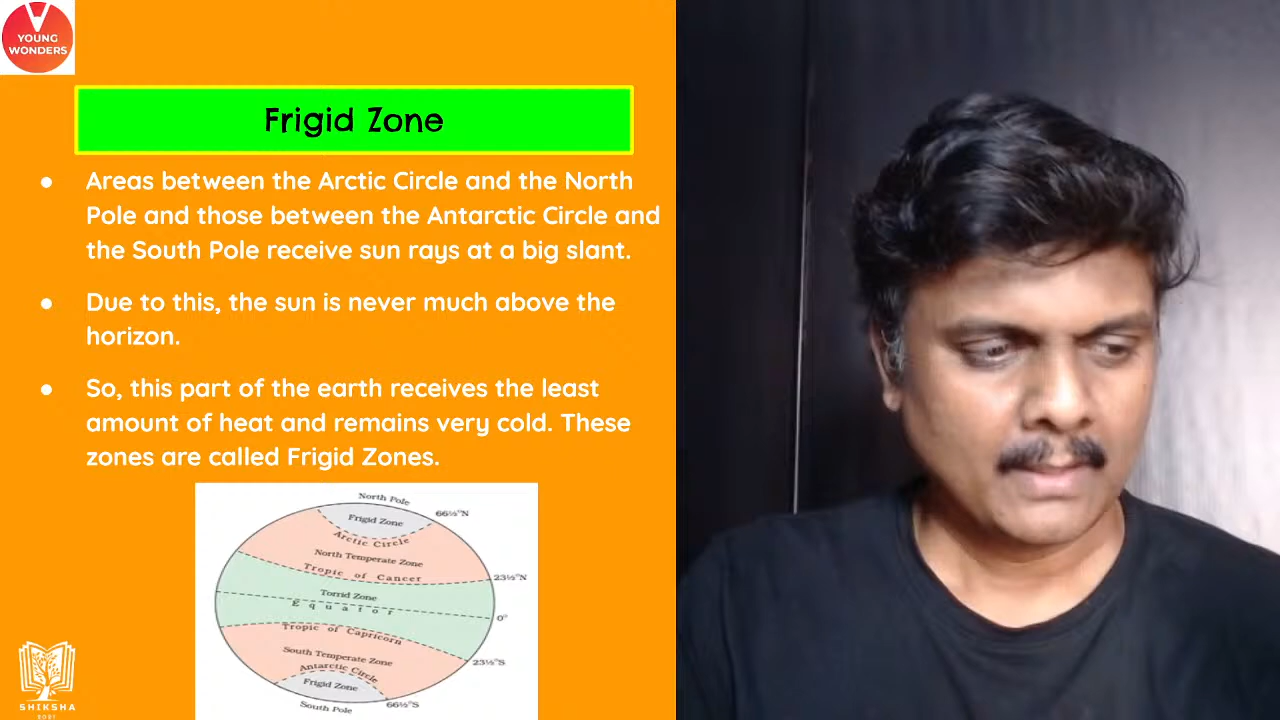 YOUNG
WONDERS
Frigid Zone
● Areas between the Arctic Circle and the North
Pole and those between the Antarctic Circle and
the South Pole receive sun rays at a big slant.
● Due to this, the sun is never much above the
horizon.
● So, this part of the earth receives the least
amount of heat and remains very cold. These
zones are called Frigid Zones.
North Pole
66½°N
Frigid Zone
Arctic Circle
North Temperate Zone
Tropic of Cancer
23½°N
Torrid Zone
Equator
0°
Tropic of Capricorn
South Temperate Zone
23½°S
Antarctic Circle
Frigid Zone
66½°S
South Pole
SHIKSHA